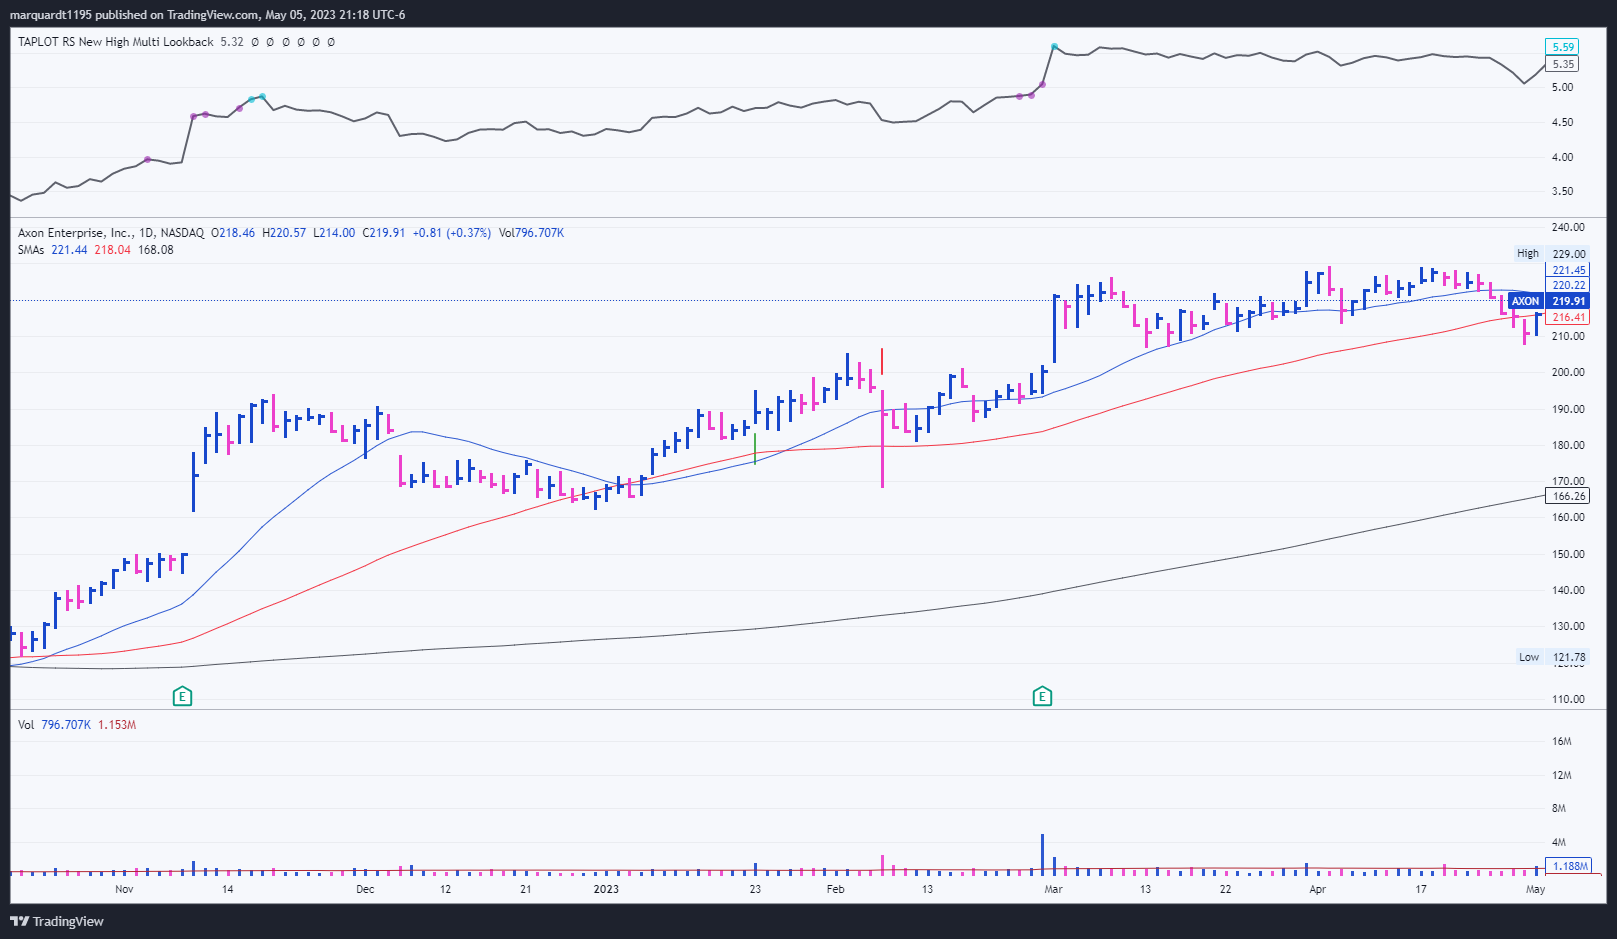 marquardt1195 published on TradingView.com, May 05, 2023 21:18 UTC-6
TAPLOT RS New High Multi Lookback 5.32 Ø Ø Ø Ø Ø Ø
5.59
5.35
5.00
4.50
4.00
3.50
Axon Enterprise, Inc., 1D, NASDAQ O218.46 H220.57 L214.00 C219.91 +0.81 (+0.37%) Vol796.707K
SMAs 221.44 218.04 168.08
240.00
High 229.00
221.45
220.22
AXON 219.91
216.41
210.00
200.00
190.00
180.00
170.00
166.26
160.00
150.00
140.00
130.00
Low 121.78
110.00
E E
Vol 796.707K 1.153M
16M
12M
8M
4M
1.188M
Nov 14 Dec 12 21 2023 23 Feb 13 Mar 13 22 Apr 17 May
TradingView